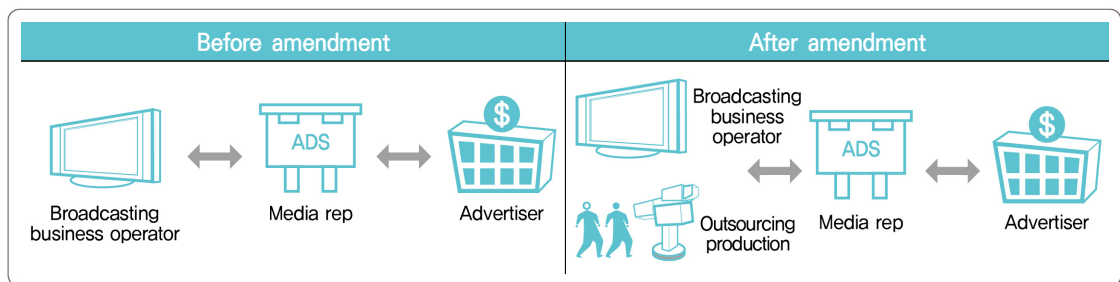 Before amendment
After amendment
ADS
$
Broadcasting
business operator
Media rep
Advertiser
Broadcasting
business
operator
Outsourcing
production
ADS
$
Media rep
Advertiser